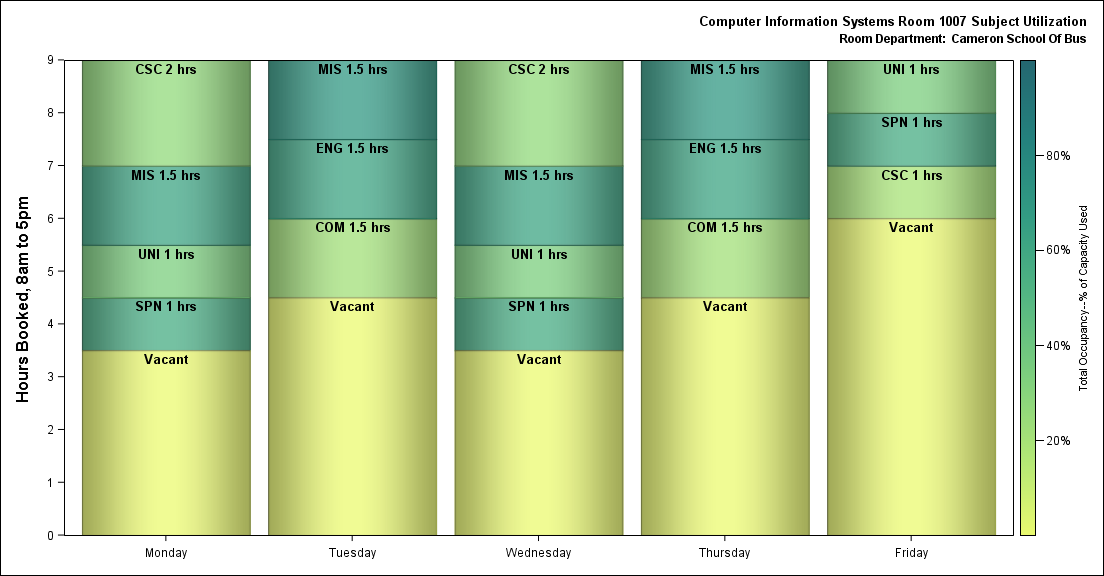 Computer Information Systems Room 1007 Subject Utilization
Room Department: Cameron School Of Bus
Hours Booked, 8am to 5pm
9
8
7
6
5
4
3
2
1
0
CSC 2 hrs
MIS 1.5 hrs
UNI 1 hrs
SPN 1 hrs
Vacant
MIS 1.5 hrs
ENG 1.5 hrs
COM 1.5 hrs
Vacant
CSC 2 hrs
MIS 1.5 hrs
UNI 1 hrs
SPN 1 hrs
Vacant
MIS 1.5 hrs
ENG 1.5 hrs
COM 1.5 hrs
Vacant
UNI 1 hrs
SPN 1 hrs
CSC 1 hrs
Vacant
Monday
Tuesday
Wednesday
Thursday
Friday
80%
60%
40%
20%
Total Occupancy--% of Capacity Used